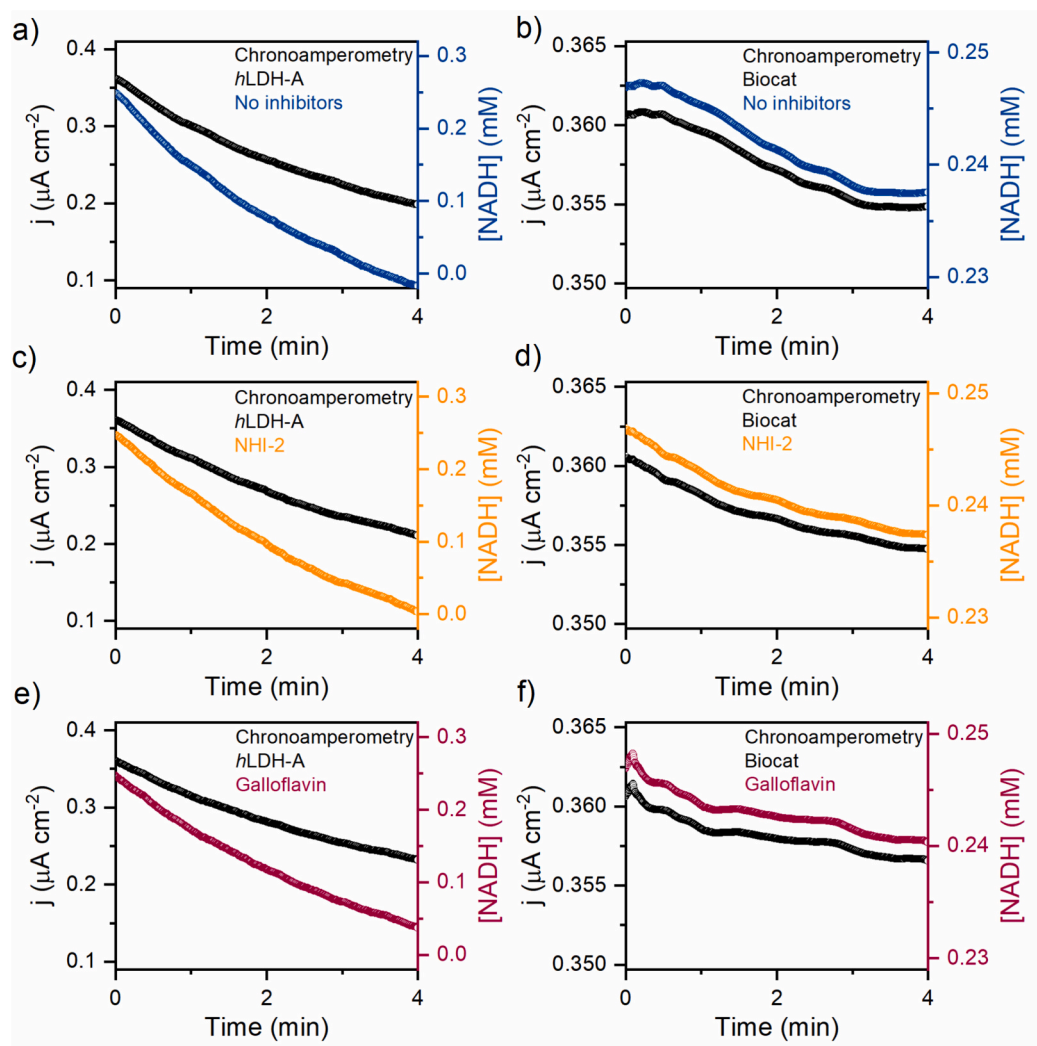 a)
Chronoamperometry
hLDH-A
No inhibitors
0.4
0.3
0.2
0.1
j (μA cm-2)
0.3
0.2
0.1
0.0
[NADH] (mM)
0 2 4
Time (min)
b)
Chronoamperometry
Biocat
No inhibitors
0.365
0.360
0.355
0.350
j (μA cm-2)
0.25
0.24
0.23
[NADH] (mM)
0 2 4
Time (min)
c)
Chronoamperometry
hLDH-A
NHI-2
0.4
0.3
0.2
0.1
j (μA cm-2)
0.3
0.2
0.1
0.0
[NADH] (mM)
0 2 4
Time (min)
d)
Chronoamperometry
Biocat
NHI-2
0.365
0.360
0.355
0.350
j (μA cm-2)
0.25
0.24
0.23
[NADH] (mM)
0 2 4
Time (min)
e)
Chronoamperometry
hLDH-A
Galloflavin
0.4
0.3
0.2
0.1
j (μA cm-2)
0.3
0.2
0.1
0.0
[NADH] (mM)
0 2 4
Time (min)
f)
Chronoamperometry
Biocat
Galloflavin
0.365
0.360
0.355
0.350
j (μA cm-2)
0.25
0.24
0.23
[NADH] (mM)
0 2 4
Time (min)